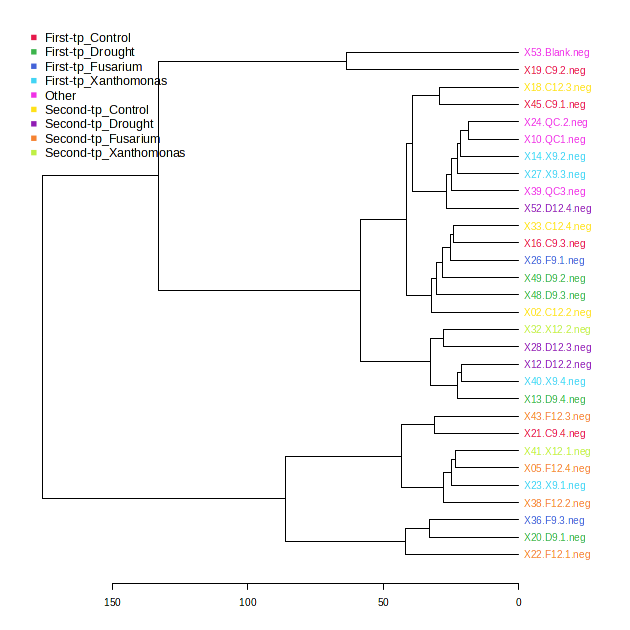 First-tp_Control
First-tp_Drought
First-tp_Fusarium
First-tp_Xanthomonas
Other
Second-tp_Control
Second-tp_Drought
Second-tp_Fusarium
Second-tp_Xanthomonas
X53.Blank.neg
X19.C9.2.neg
X18.C12.3.neg
X45.C9.1.neg
X24.QC.2.neg
X10.QC1.neg
X14.X9.2.neg
X27.X9.3.neg
X39.QC3.neg
X52.D12.4.neg
X33.C12.4.neg
X16.C9.3.neg
X26.F9.1.neg
X49.D9.2.neg
X48.D9.3.neg
X02.C12.2.neg
X32.X12.2.neg
X28.D12.3.neg
X12.D12.2.neg
X40.X9.4.neg
X13.D9.4.neg
X43.F12.3.neg
X21.C9.4.neg
X41.X12.1.neg
X05.F12.4.neg
X23.X9.1.neg
X38.F12.2.neg
X36.F9.3.neg
X20.D9.1.neg
X22.F12.1.neg
150 100 50 0